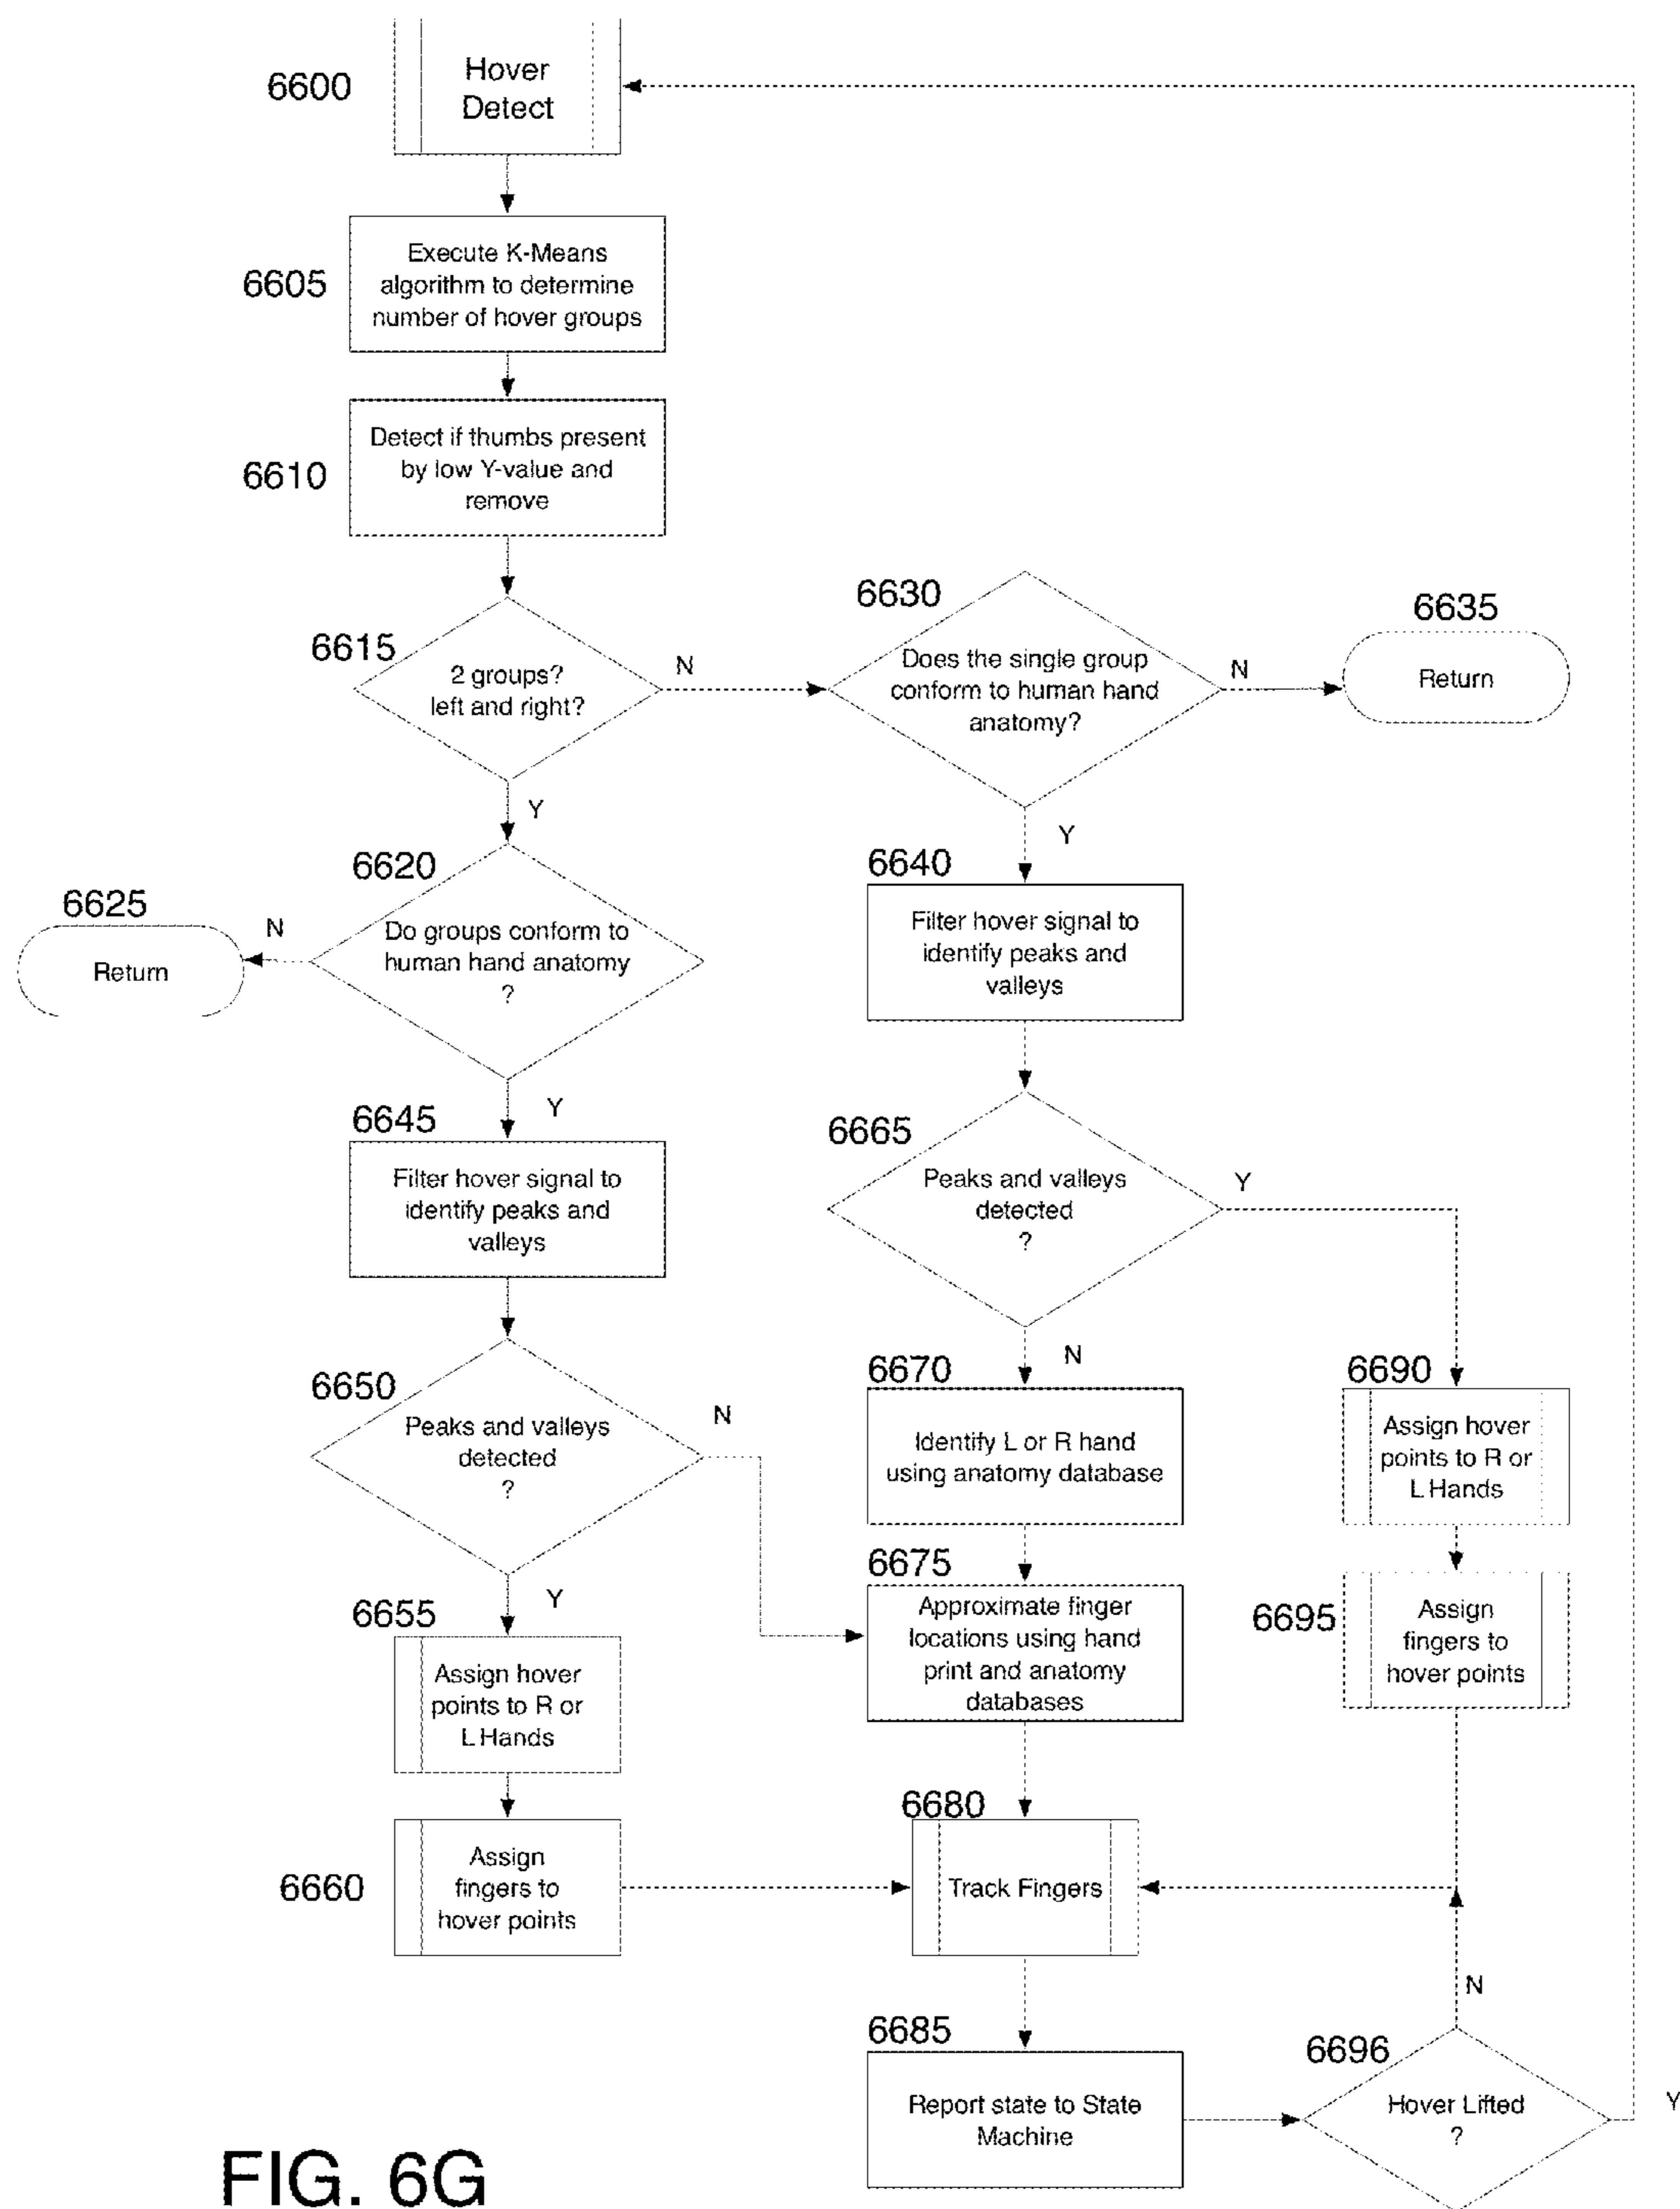 6600
Hover
Detect
6605
Execute K-Means
algorithm to determine
number of hover groups
6610
Detect if thumbs present
by low Y-value and
remove
6615
2 groups?
left and right?
N
6630
Does the single group
conform to human hand
anatomy?
N
6635
Return
Y
Y
6620
Do groups conform to
human hand anatomy
?
N
6625
Return
6640
Filter hover signal to
identify peaks and
valleys
Y
6645
Filter hover signal to
identify peaks and
valleys
6665
Peaks and valleys
detected
?
Y
N
6650
Peaks and valleys
detected
?
N
6670
Identify L or R hand
using anatomy database
6690
Assign hover
points to R or
L Hands
Y
6655
Assign hover
points to R or
L Hands
6675
Approximate finger
locations using hand
print and anatomy
databases
6695
Assign
fingers to
hover points
6660
Assign
fingers to
hover points
6680
Track Fingers
N
6685
Report state to State
Machine
6696
Hover Lifted
?
Y
FIG. 6G